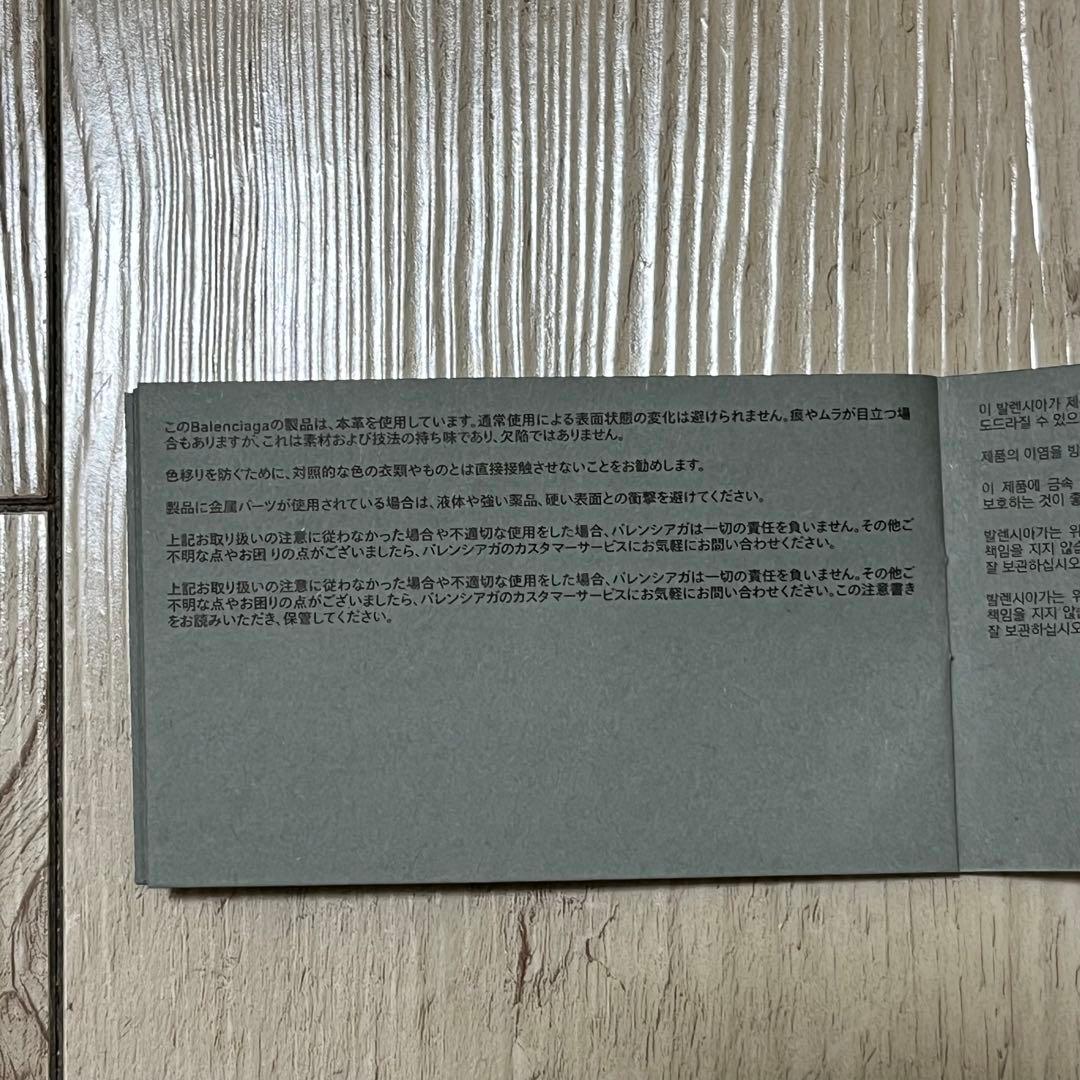 このBalenciagaの製品は、本革を使用しています。通常使用による表面状態の変化は避けられません。痕やムラが目立つ場
合もありますが、これは素材および技法の持ち味であり、欠陥ではありません。
色移りを防ぐために、対照的な色の衣類やものとは直接接触させないことをお勧めします。
製品に金属パーツが使用されている場合は、液体や強い薬品、硬い表面との衝撃を避けてください。
上記お取り扱いの注意に従わなかった場合や不適切な使用をした場合、バレンシアガは一切の責任を負いません。その他ご
不明な点やお困りの点がございましたら、バレンシアガのカスタマーサービスにお気軽にお問い合わせください。
上記お取り扱いの注意に従わなかった場合や不適切な使用をした場合、バレンシアガは一切の責任を負いません。その他ご
不明な点やお困りの点がございましたら、バレンシアガのカスタマーサービスにお気軽にお問い合わせください。この注意書き
をお読みいただき、保管してください。
이 발렌시아가 제
도드라질 수 있으
제품의 이염을 방
이 제품에 금속
보호하는 것이 좋
발렌시아가는 위
책임을 지지 않습
잘 보관하십시오
발렌시아가는 위
책임을 지지 않습
잘 보관하십시오